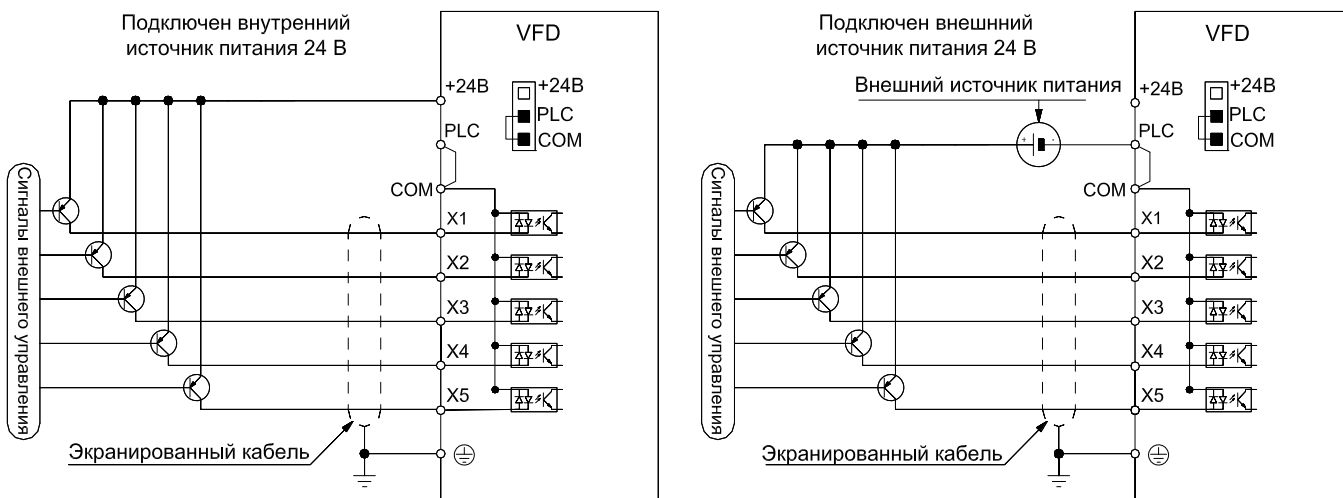 Подключен внутренний
источник питания 24 В
VFD
+24В
+24В
PLC
COM
PLC
COM
Сигналы внешнего управления
X1
X2
X3
X4
X5
Экранированный кабель
Подключен внешнний
источник питания 24 В
VFD
Внешний источник питания
+24В
+24В
PLC
COM
PLC
+ -
COM
Сигналы внешнего управления
X1
X2
X3
X4
X5
Экранированный кабель